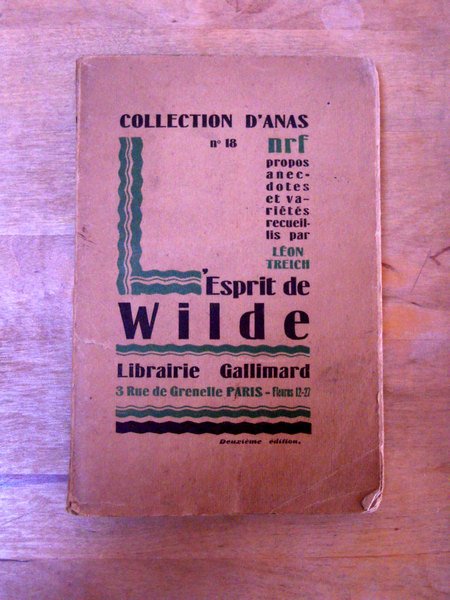 COLLECTION D'ANAS
nº 18
nrf
propos
anec-
dotes
et va-
riétés
recueil-
lis par
LÉON
TREICH
L'Esprit de
Wilde
Librairie Gallimard
3 Rue de Grenelle PARIS - Fleurus 12-27
Deuxième édition.